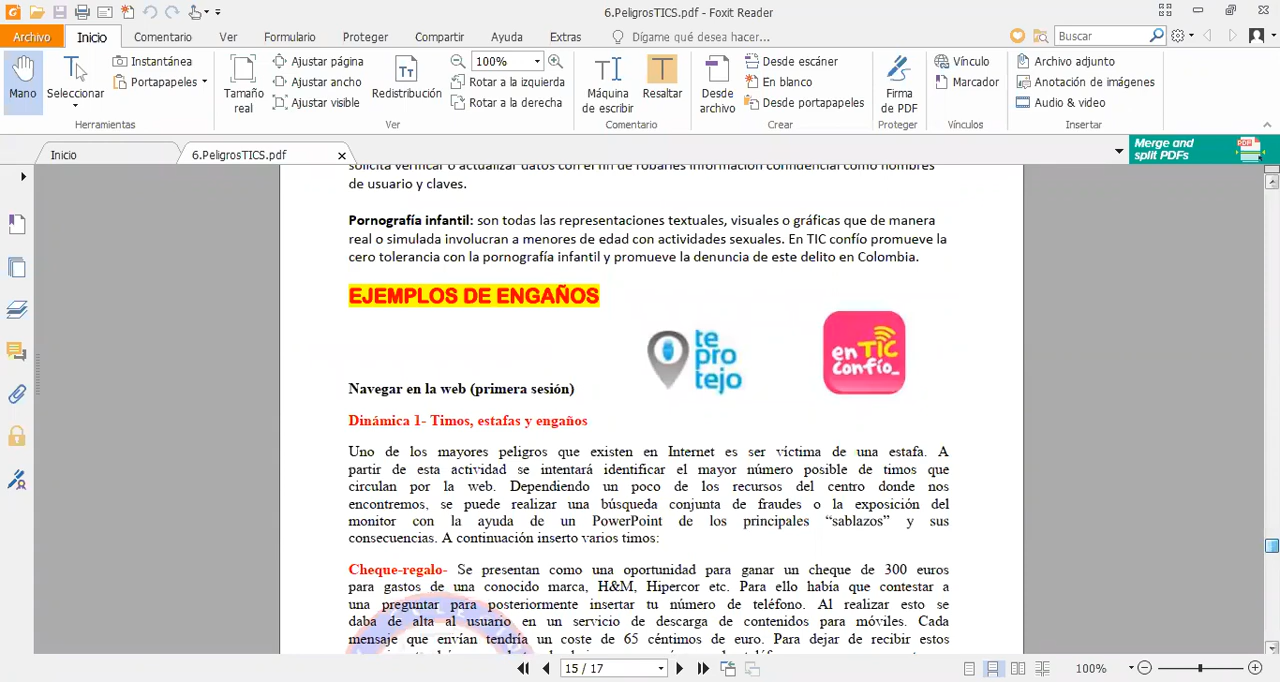 6.PeligrosTICS.pdf - Foxit Reader
Archivo
Inicio
Comentario
Ver
Formulario
Proteger
Compartir
Ayuda
Extras
Dígame qué desea hacer...
Buscar
Mano
Seleccionar
Instantánea
Portapapeles
Herramientas
Tamaño real
Ajustar página
Ajustar ancho
Ajustar visible
Redistribución
100%
Rotar a la izquierda
Rotar a la derecha
Ver
Máquina de escribir
Resaltar
Comentario
Desde archivo
Desde escáner
En blanco
Desde portapapeles
Crear
Firma de PDF
Proteger
Vínculo
Marcador
Vínculos
Archivo adjunto
Anotación de imágenes
Audio & video
Insertar
Inicio
6.PeligrosTICS.pdf
Merge and
split PDFs
solicita verificar o actualizar datos con el fin de robarles información confidencial como nombres
de usuario y claves.
Pornografía infantil: son todas las representaciones textuales, visuales o gráficas que de manera
real o simulada involucran a menores de edad con actividades sexuales. En TIC confío promueve la
cero tolerancia con la pornografía infantil y promueve la denuncia de este delito en Colombia.
EJEMPLOS DE ENGAÑOS
te
pro
tejo
en TIC
confío_
Navegar en la web (primera sesión)
Dinámica 1- Timos, estafas y engaños
Uno de los mayores peligros que existen en Internet es ser víctima de una estafa. A
partir de esta actividad se intentará identificar el mayor número posible de timos que
circulan por la web. Dependiendo un poco de los recursos del centro donde nos
encontremos, se puede realizar una búsqueda conjunta de fraudes o la exposición del
monitor con la ayuda de un PowerPoint de los principales “sablazos” y sus
consecuencias. A continuación inserto varios timos:
Cheque-regalo- Se presentan como una oportunidad para ganar un cheque de 300 euros
para gastos de una conocido marca, H&M, Hipercor etc. Para ello había que contestar a
una preguntar para posteriormente insertar tu número de teléfono. Al realizar esto se
daba de alta al usuario en un servicio de descarga de contenidos para móviles. Cada
mensaje que envían tendría un coste de 65 céntimos de euro. Para dejar de recibir estos
15 / 17
100%